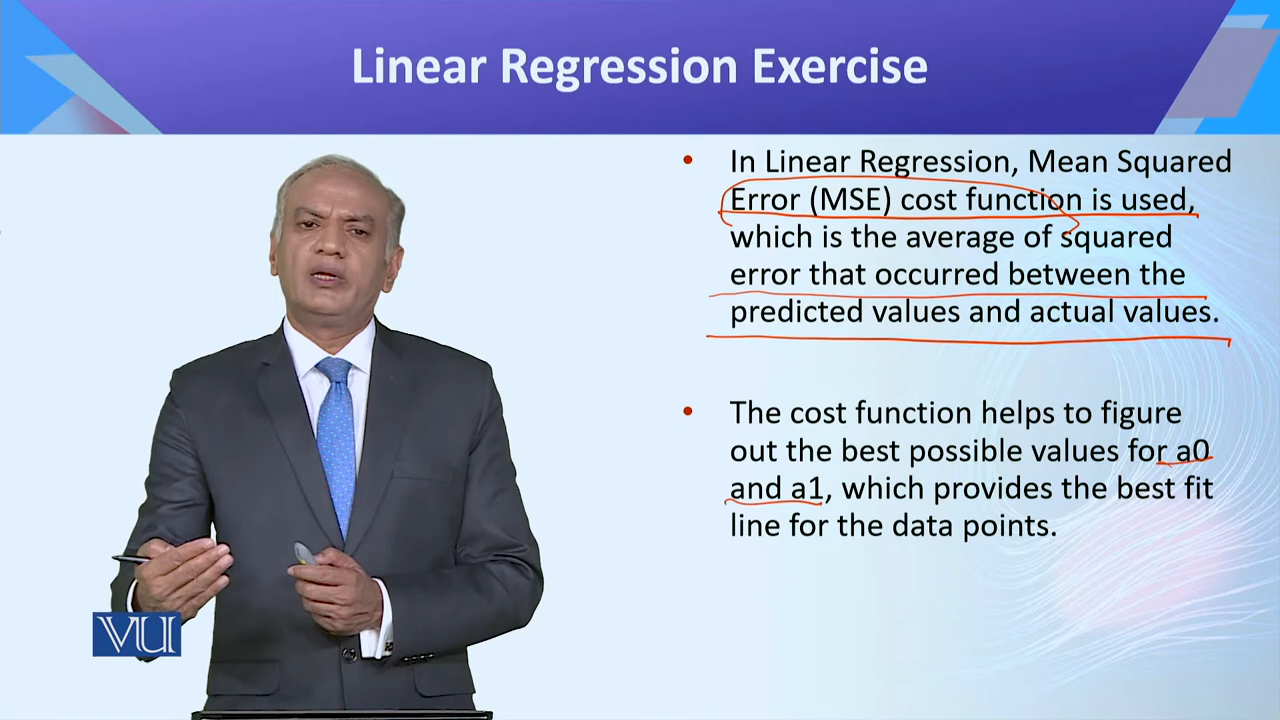 Linear Regression Exercise
• In Linear Regression, Mean Squared
Error (MSE) cost function is used,
which is the average of squared
error that occurred between the
predicted values and actual values.
• The cost function helps to figure
out the best possible values for a0
and a1, which provides the best fit
line for the data points.
VU